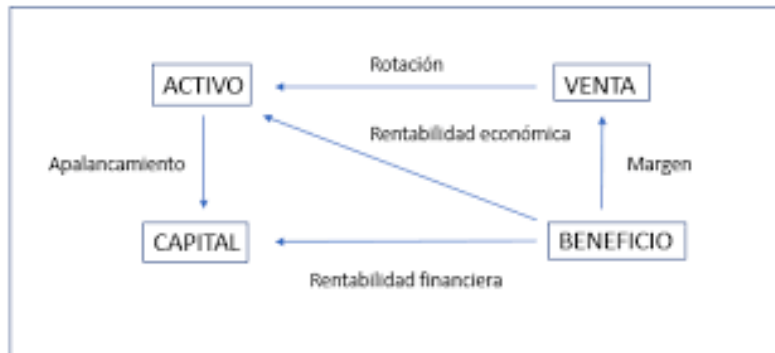 Rotación
ACTIVO
VENTA
Rentabilidad económica
Apalancamiento
Margen
CAPITAL
BENEFICIO
Rentabilidad financiera